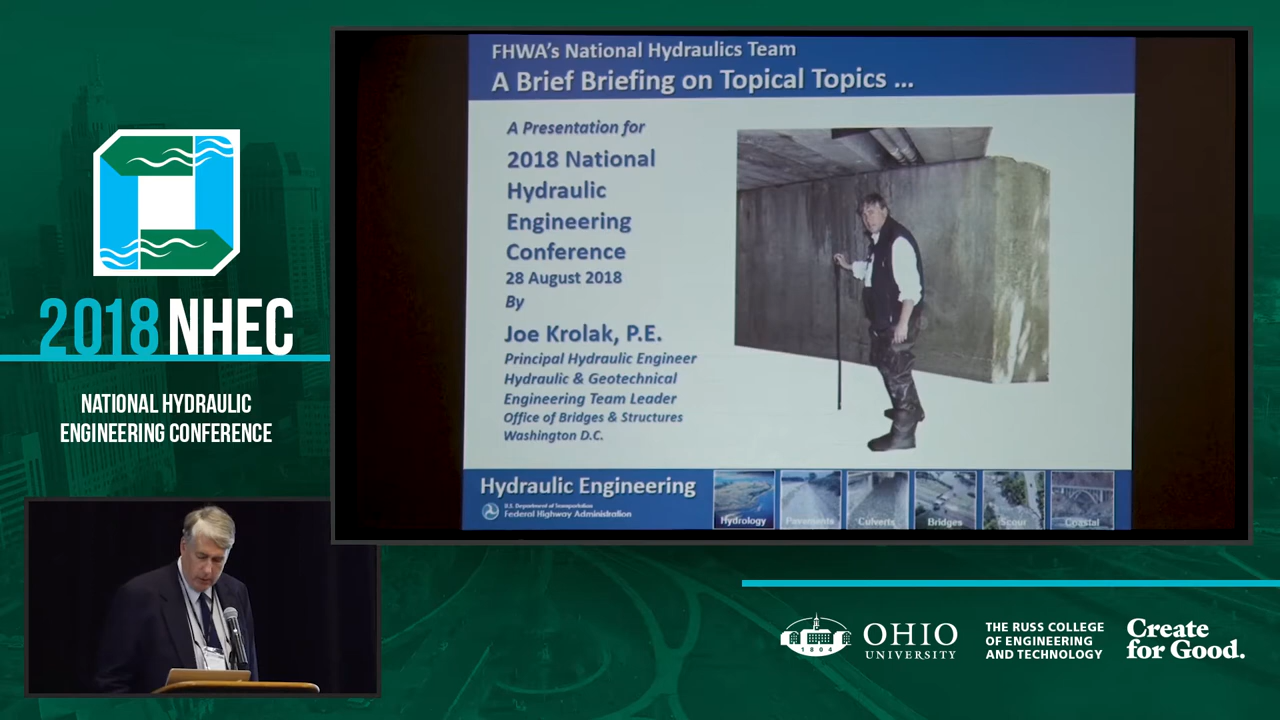 2018 NHEC
NATIONAL HYDRAULIC
ENGINEERING CONFERENCE
FHWA's National Hydraulics Team
A Brief Briefing on Topical Topics ...
A Presentation for
2018 National
Hydraulic
Engineering
Conference
28 August 2018
By
Joe Krolak, P.E.
Principal Hydraulic Engineer
Hydraulic & Geotechnical
Engineering Team Leader
Office of Bridges & Structures
Washington D.C.
Hydraulic Engineering
U.S. Department of Transportation
Federal Highway Administration
Hydrology
Pavements
Culverts
Bridges
Scour
Coastal
1804
OHIO
UNIVERSITY
THE RUSS COLLEGE
OF ENGINEERING
AND TECHNOLOGY
Create
for Good.